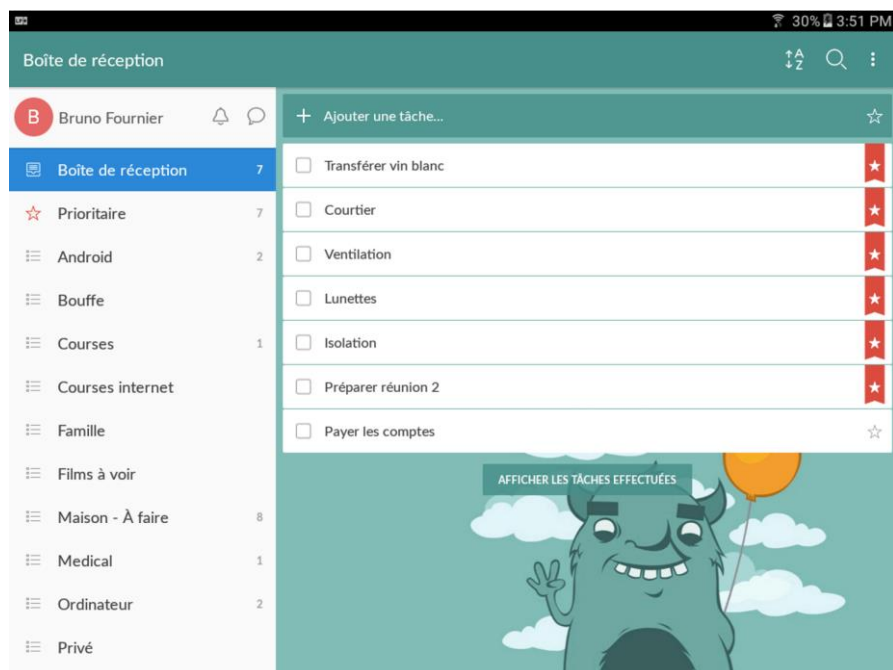 30% 3:51 PM
Boîte de réception
A
Z
B Bruno Fournier
Boîte de réception 7
Prioritaire 7
Android 2
Bouffe
Courses 1
Courses internet
Famille
Films à voir
Maison - À faire 8
Medical 1
Ordinateur 2
Privé
+ Ajouter une tâche...
Transférer vin blanc
Courtier
Ventilation
Lunettes
Isolation
Préparer réunion 2
Payer les comptes
AFFICHER LES TÂCHES EFFECTUÉES